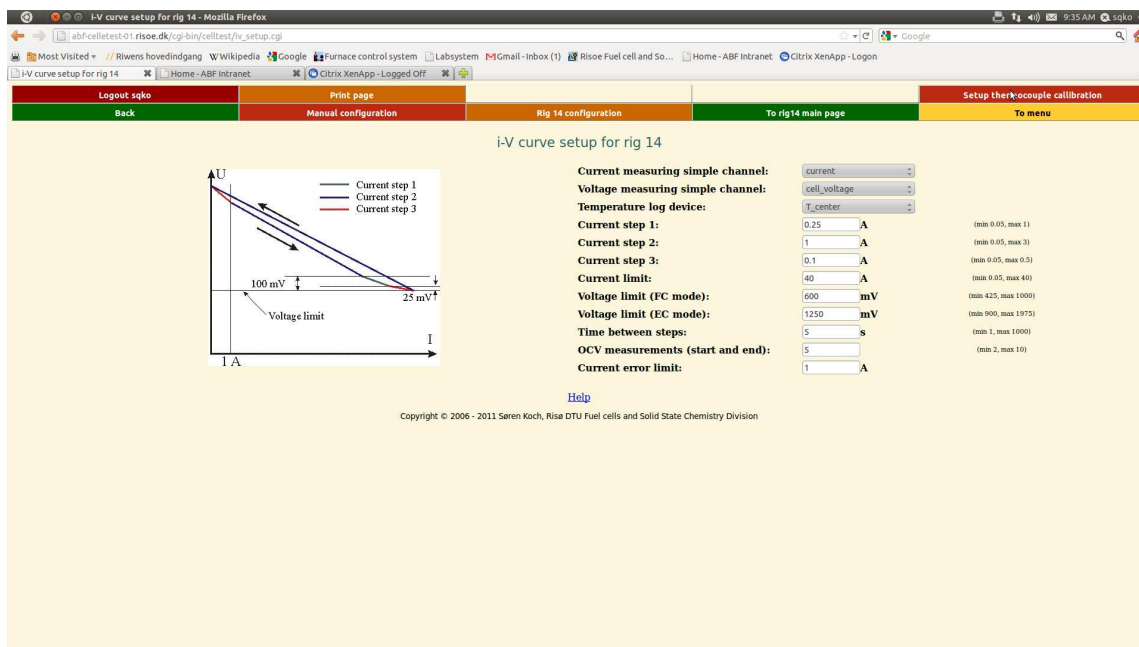 i-V curve setup for rig 14 - Mozilla Firefox
9:35 AM sqko
abf-celletest-01.risoe.dk/cgi-bin/celltest/iv_setup.cgi
Google
Most Visited Riwens hovedindgang Wikipedia Google Furnace control system Labsystem Gmail - Inbox (1) Risoe Fuel cell and So... Home - ABF Intranet Citrix XenApp - Logon
i-V curve setup for rig 14 Home - ABF Intranet Citrix XenApp - Logged Off
Logout sqko Print page Setup thermocouple callibration
Back Manual configuration Rig 14 configuration To rig14 main page To menu
i-V curve setup for rig 14
U
Current step 1
Current step 2
Current step 3
100 mV
25 mV
Voltage limit
I
1 A
Current measuring simple channel: current
Voltage measuring simple channel: cell_voltage
Temperature log device: T_center
Current step 1: 0.25 A (min 0.05, max 1)
Current step 2: 1 A (min 0.05, max 3)
Current step 3: 0.1 A (min 0.05, max 0.5)
Current limit: 40 A (min 0.05, max 40)
Voltage limit (FC mode): 600 mV (min 425, max 1000)
Voltage limit (EC mode): 1250 mV (min 900, max 1975)
Time between steps: 5 s (min 1, max 1000)
OCV measurements (start and end): 5 (min 2, max 10)
Current error limit: 1 A
Help
Copyright © 2006 - 2011 Søren Koch, Risø DTU Fuel cells and Solid State Chemistry Division